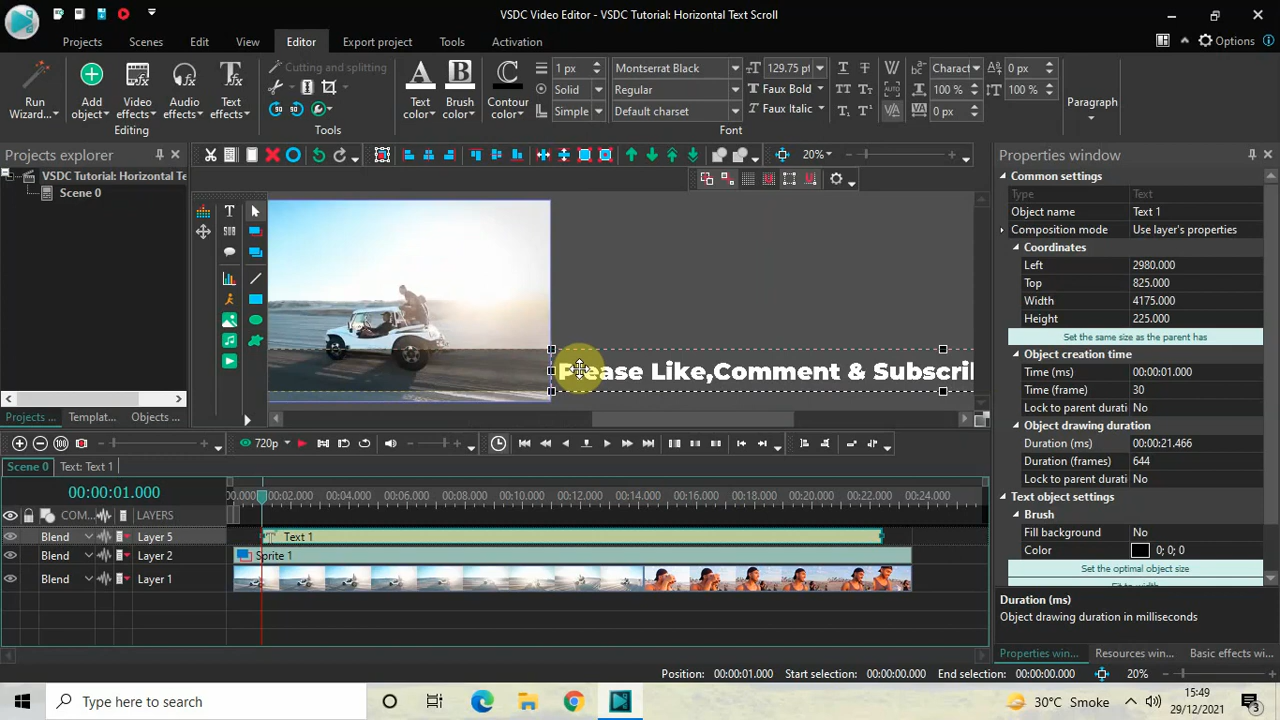 VSDC Video Editor - VSDC Tutorial: Horizontal Text Scroll
Projects Scenes Edit View Editor Export project Tools Activation Options
Run Wizard...
Add object
Video effects
Audio effects
Text effects
Editing
Cutting and splitting
Tools
Text color
Brush color
Contour color
1 px
Solid
Simple
Montserrat Black
Regular
Default charset
129.75 pt
Faux Bold
Faux Italic
Font
Charact
100 %
0 px
0 px
100 %
Paragraph
Projects explorer
VSDC Tutorial: Horizontal Te
Scene 0
Projects ... Templat... Objects & ...
20%
Please Like,Comment & Subscri
Properties window
Common settings
Type Text
Object name Text 1
Composition mode Use layer's properties
Coordinates
Left 2980.000
Top 825.000
Width 4175.000
Height 225.000
Set the same size as the parent has
Object creation time
Time (ms) 00:00:01.000
Time (frame) 30
Lock to parent durati No
Object drawing duration
Duration (ms) 00:00:21.466
Duration (frames) 644
Lock to parent durati No
Text object settings
Brush
Fill background No
Color 0; 0; 0
Set the optimal object size
Duration (ms)
Object drawing duration in milliseconds
Properties win... Resources win... Basic effects wi...
720p
Scene 0 Text: Text 1
00:00:01.000
0.000 00:02.000 00:04.000 00:06.000 00:08.000 00:10.000 00:12.000 00:14.000 00:16.000 00:18.000 00:20.000 00:22.000 00:24.000
COM... LAYERS
Blend Layer 5 Text 1
Blend Layer 2 Sprite 1
Blend Layer 1
Position: 00:00:01.000 Start selection: 00:00:00.000 End selection: 00:00:00.000 20%
Type here to search
30°C Smoke
15:49
29/12/2021
3